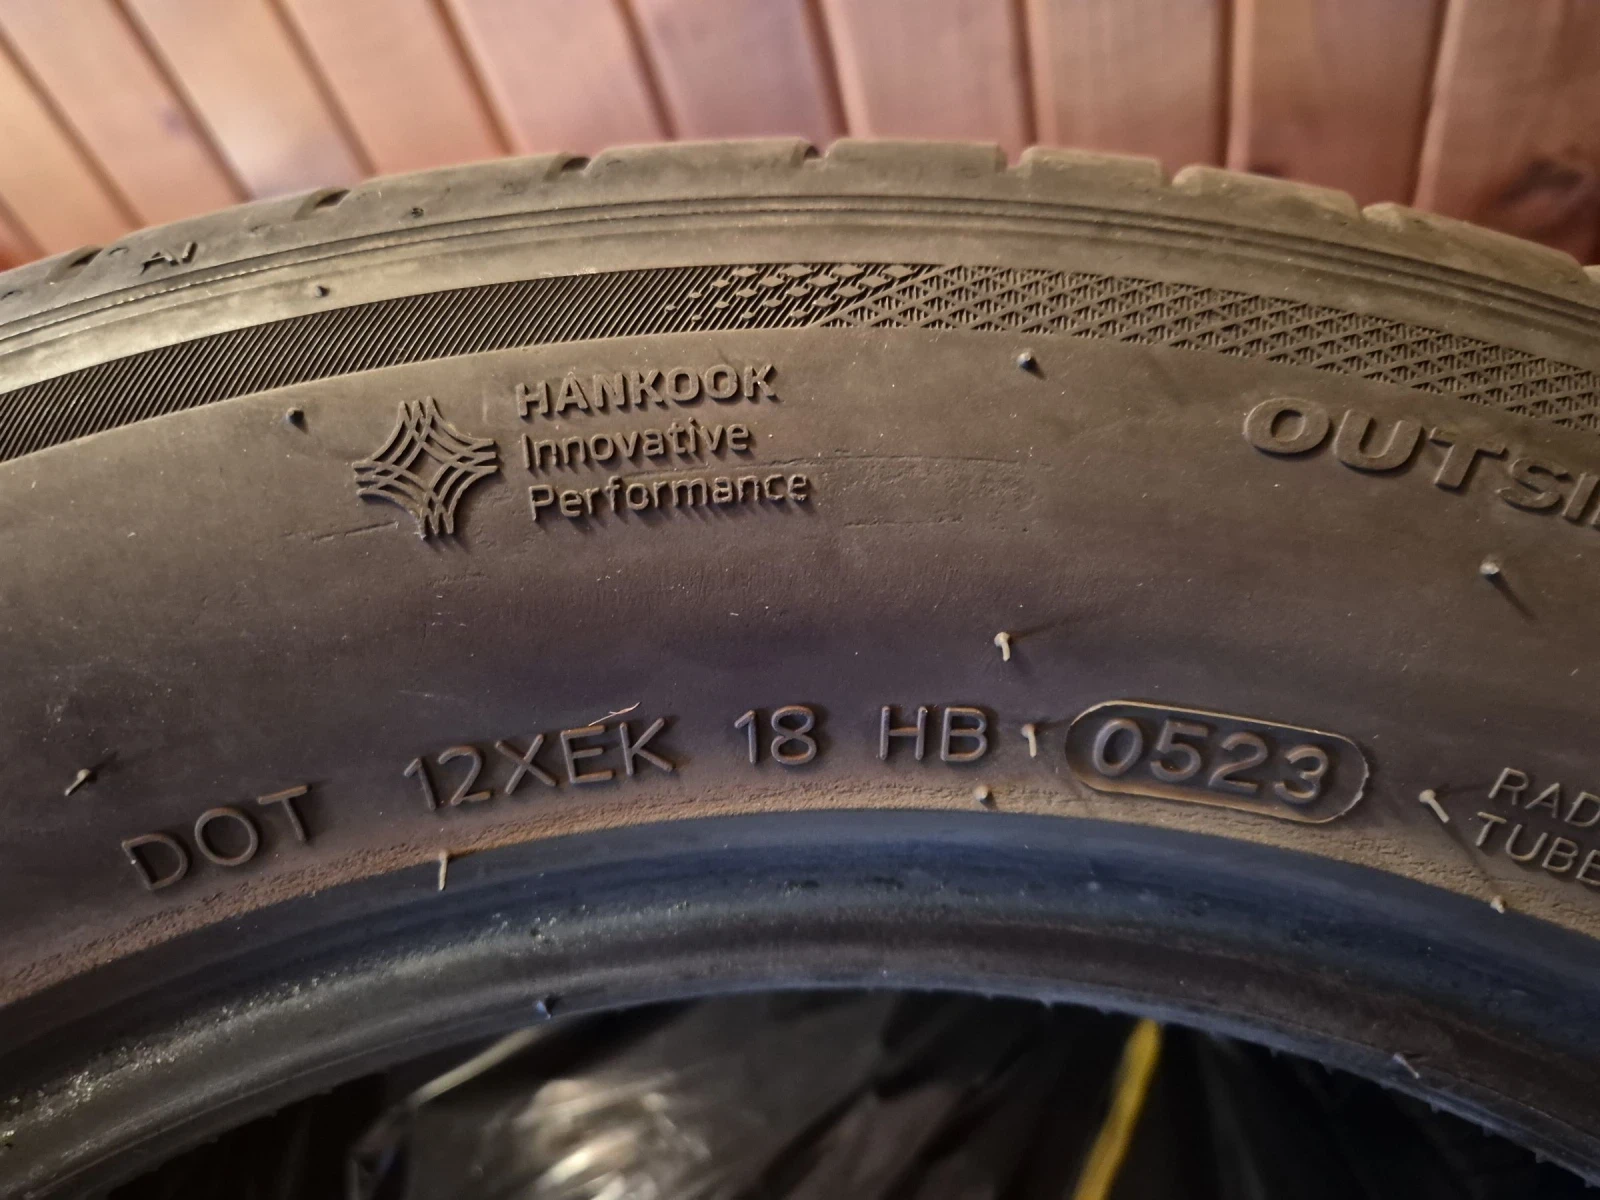 HANKOOK
Innovative
Performance
DOT 12XEK 18 HB 0523